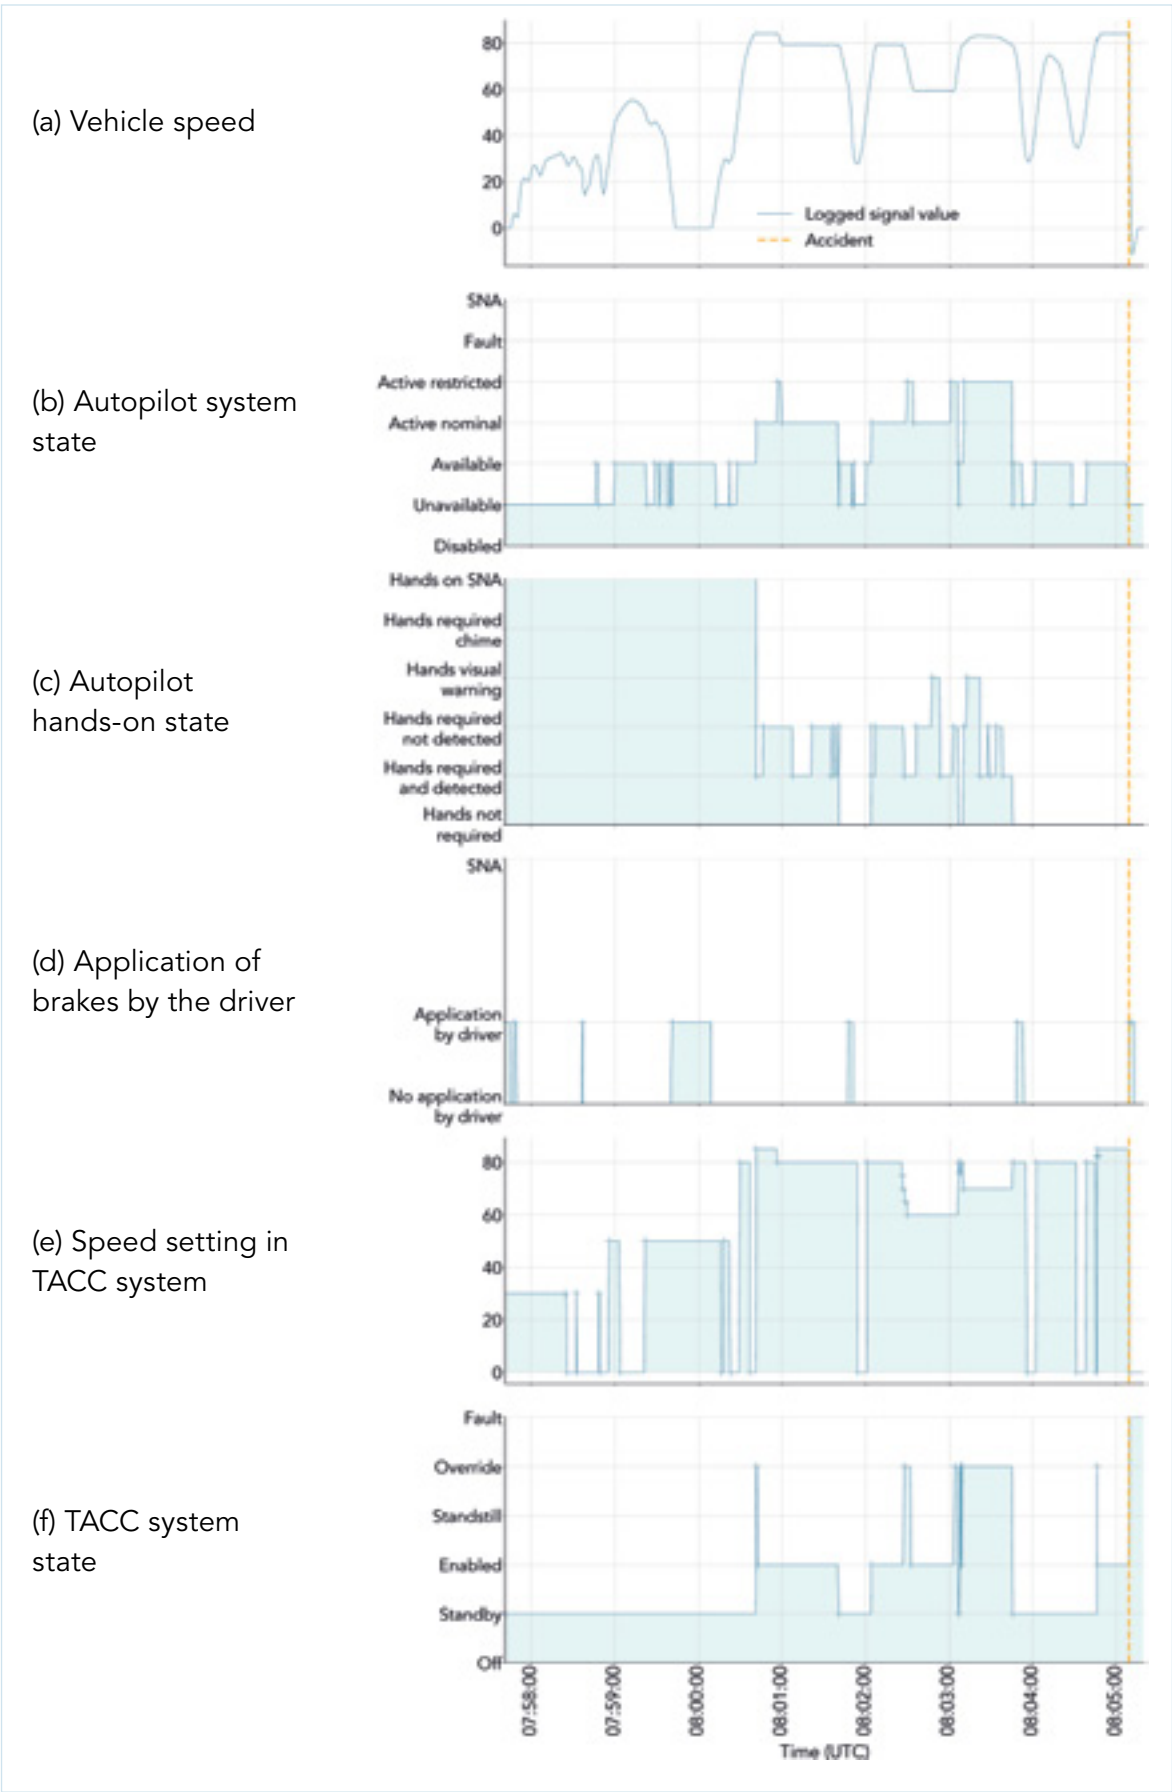 (a) Vehicle speed
80
60
40
20
0
Logged signal value
Accident
(b) Autopilot system
state
SNA
Fault
Active restricted
Active nominal
Available
Unavailable
Disabled
(c) Autopilot
hands-on state
Hands on SNA
Hands required
chime
Hands visual
warning
Hands required
not detected
Hands required
and detected
Hands not
required
(d) Application of
brakes by the driver
SNA
Application
by driver
No application
by driver
(e) Speed setting in
TACC system
80
60
40
20
0
(f) TACC system
state
Fault
Override
Standstill
Enabled
Standby
Off
07:58:00
07:59:00
08:00:00
08:01:00
08:02:00
08:03:00
08:04:00
08:05:00
Time (UTC)